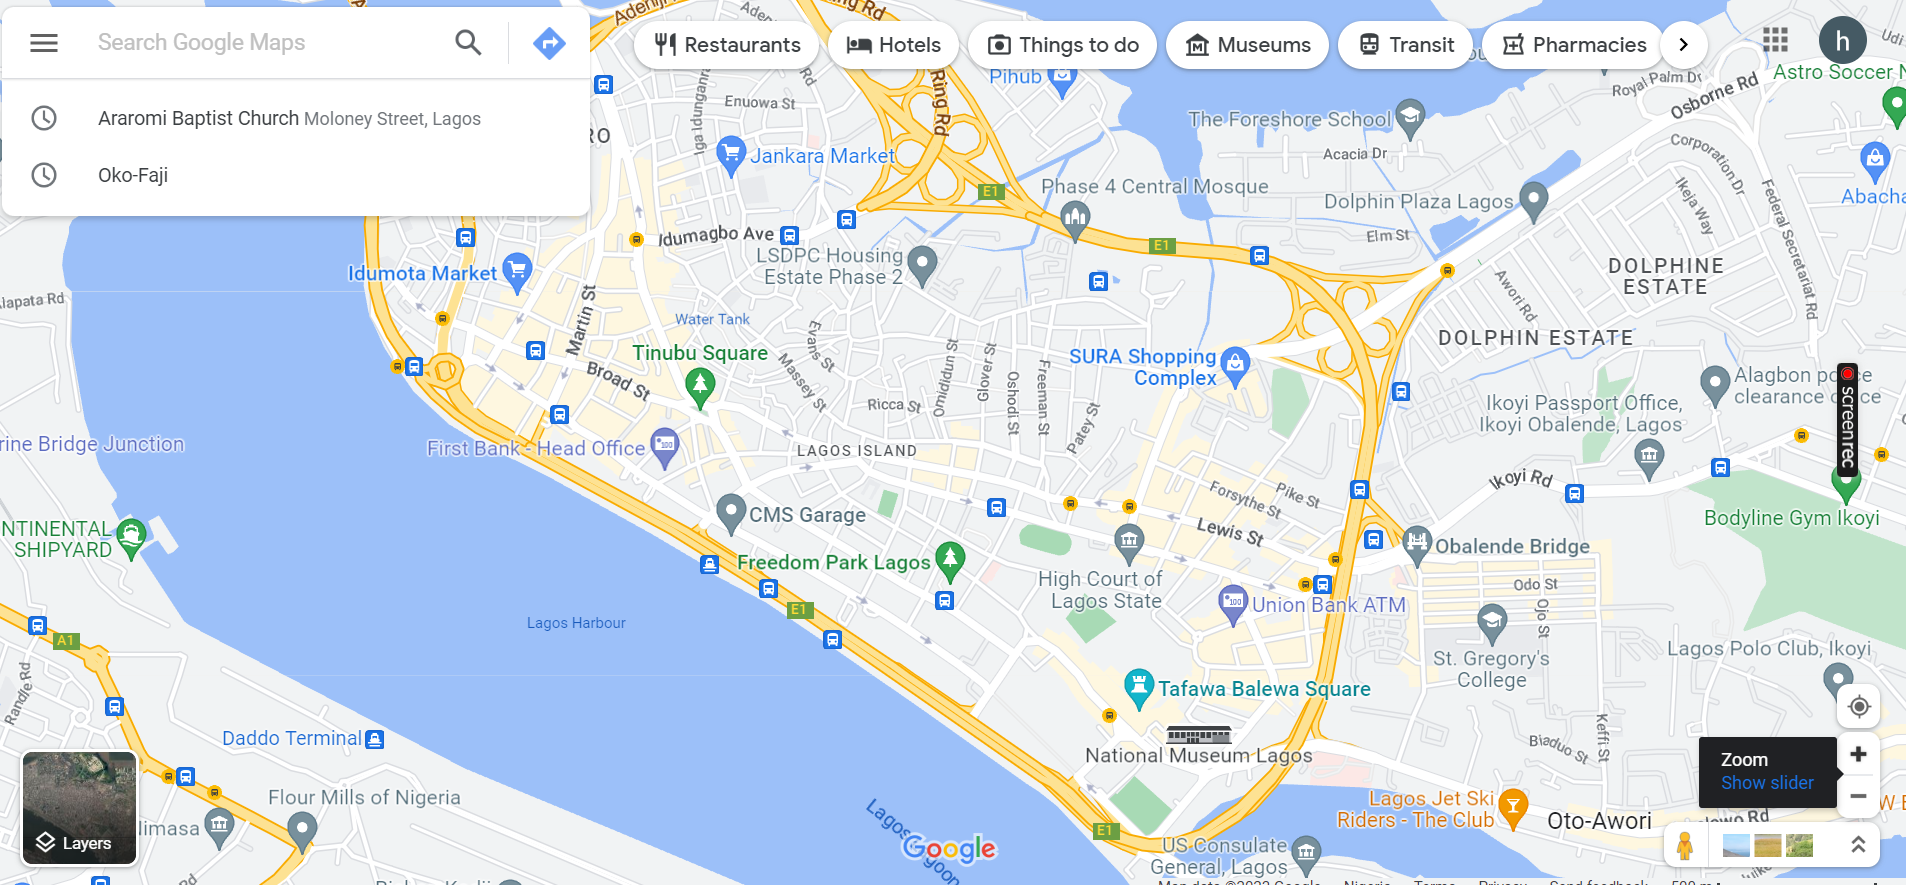 Search Google Maps
Araromi Baptist Church Moloney Street, Lagos
Oko-Faji
Restaurants
Hotels
Things to do
Museums
Transit
Pharmacies
h
Ring Rd
Enuowa St
Jankara Market
Pihub
The Foreshore School
Acacia Dr
Royal Palm Dr
Osborne Rd
Astro Soccer
Corporation Dr
Ikeja Way
Federal Secretariat Rd
Abacha
Phase 4 Central Mosque
Dolphin Plaza Lagos
Elm St
E1
E1
Idumagbo Ave
LSDPC Housing
Estate Phase 2
Idumota Market
Martin St
Water Tank
DOLPHINE
ESTATE
Awori Rd
DOLPHIN ESTATE
Alapata Rd
Tinubu Square
Evans St
Massey St
Broad St
Ricca St
Omididun St
Glover St
Oshodi St
Freeman St
Patey St
SURA Shopping
Complex
Ikoyi Passport Office,
Ikoyi Obalende, Lagos
screenrec
Bridge Junction
First Bank - Head Office
LAGOS ISLAND
Forsythe St
Pike St
Lewis St
Ikoyi Rd
Bodyline Gym Ikoyi
SHIPYARD
CMS Garage
Freedom Park Lagos
High Court of
Lagos State
Obalende Bridge
Odo St
Ojo St
Union Bank ATM
E1
A1
Lagos Harbour
St. Gregory's
College
Lagos Polo Club, Ikoyi
Randle Rd
Tafawa Balewa Square
National Museum Lagos
Keffi St
Biaduo St
Daddo Terminal
Zoom
Show slider
Flour Mills of Nigeria
Layers
Lagos Jet Ski
Riders - The Club
Oto-Awori
E1
Google
US Consulate
General, Lagos